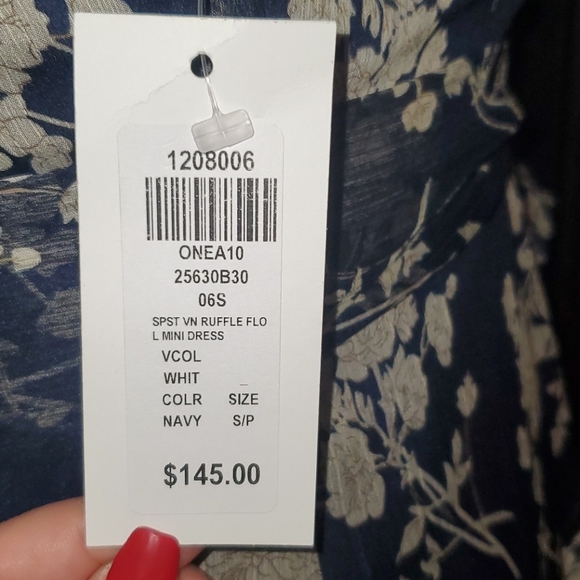 1208006
ONEA10
25630B30
06S
SPST VN RUFFLE FLO
L MINI DRESS
VCOL
WHIT _
COLR SIZE
NAVY S/P
$145.00